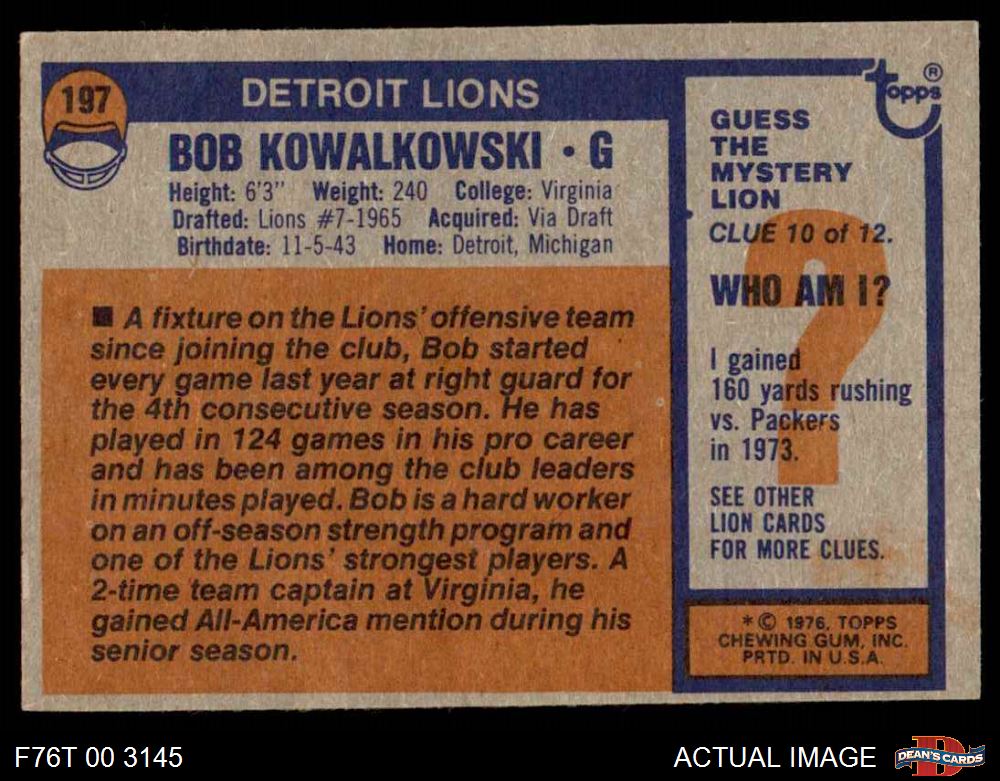 197
DETROIT LIONS
BOB KOWALKOWSKI • G
Height: 6'3" Weight: 240 College: Virginia
Drafted: Lions #7-1965 Acquired: Via Draft
Birthdate: 11-5-43 Home: Detroit, Michigan
■ A fixture on the Lions' offensive team
since joining the club, Bob started
every game last year at right guard for
the 4th consecutive season. He has
played in 124 games in his pro career
and has been among the club leaders
in minutes played. Bob is a hard worker
on an off-season strength program and
one of the Lions' strongest players. A
2-time team captain at Virginia, he
gained All-America mention during his
senior season.
Topps ®
GUESS
THE
MYSTERY
LION
CLUE 10 of 12.
WHO AM I?
?
I gained
160 yards rushing
vs. Packers
in 1973.
SEE OTHER
LION CARDS
FOR MORE CLUES.
* © 1976, TOPPS
CHEWING GUM, INC.
PRTD. IN U.S.A.
F76T 00 3145
ACTUAL IMAGE
D
DEAN'S CARDS